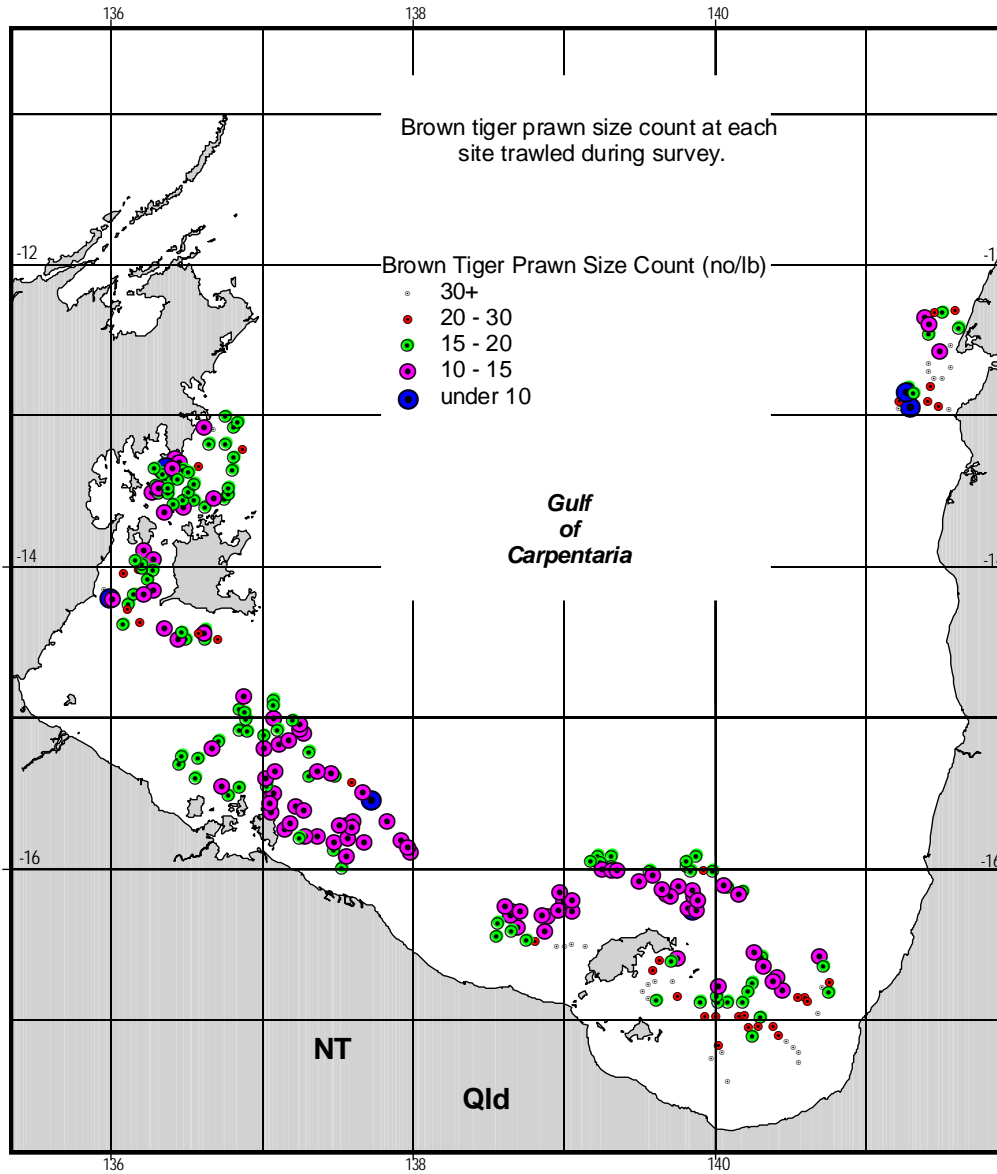 136 138 140
Brown tiger prawn size count at each
site trawled during survey.
-12
Brown Tiger Prawn Size Count (no/lb)
30+
20 - 30
15 - 20
10 - 15
under 10
Gulf
of
Carpentaria
-14
-16
-16
NT
Qld
136 138 140